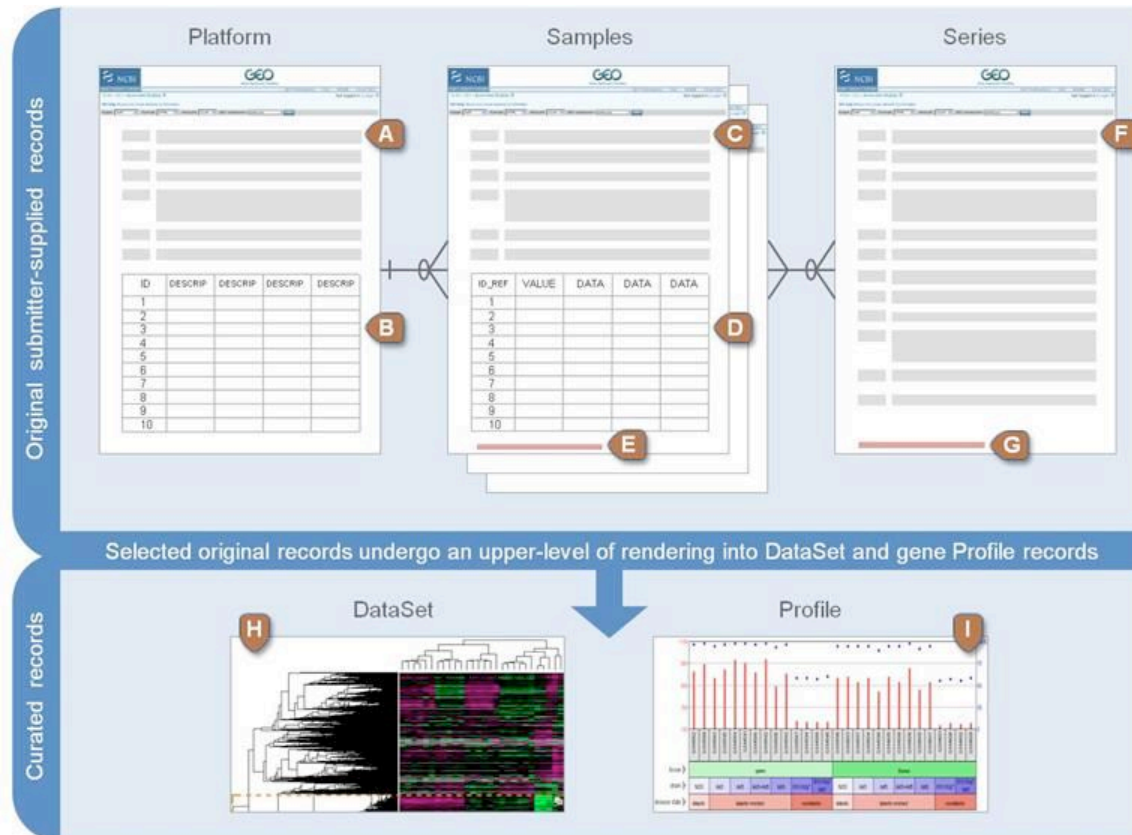 Original submitter-supplied records
Platform
Samples
Series
NCBI
GEO
NCBI
GEO
NCBI
GEO
A
C
F
ID DESCRIP DESCRIP DESCRIP DESCRIP
1
2
3
4
5
6
7
8
9
10
B
ID_REF VALUE DATA DATA DATA
1
2
3
4
5
6
7
8
9
10
D
E
G
Selected original records undergo an upper-level of rendering into DataSet and gene Profile records
Curated records
DataSet
Profile
H
I